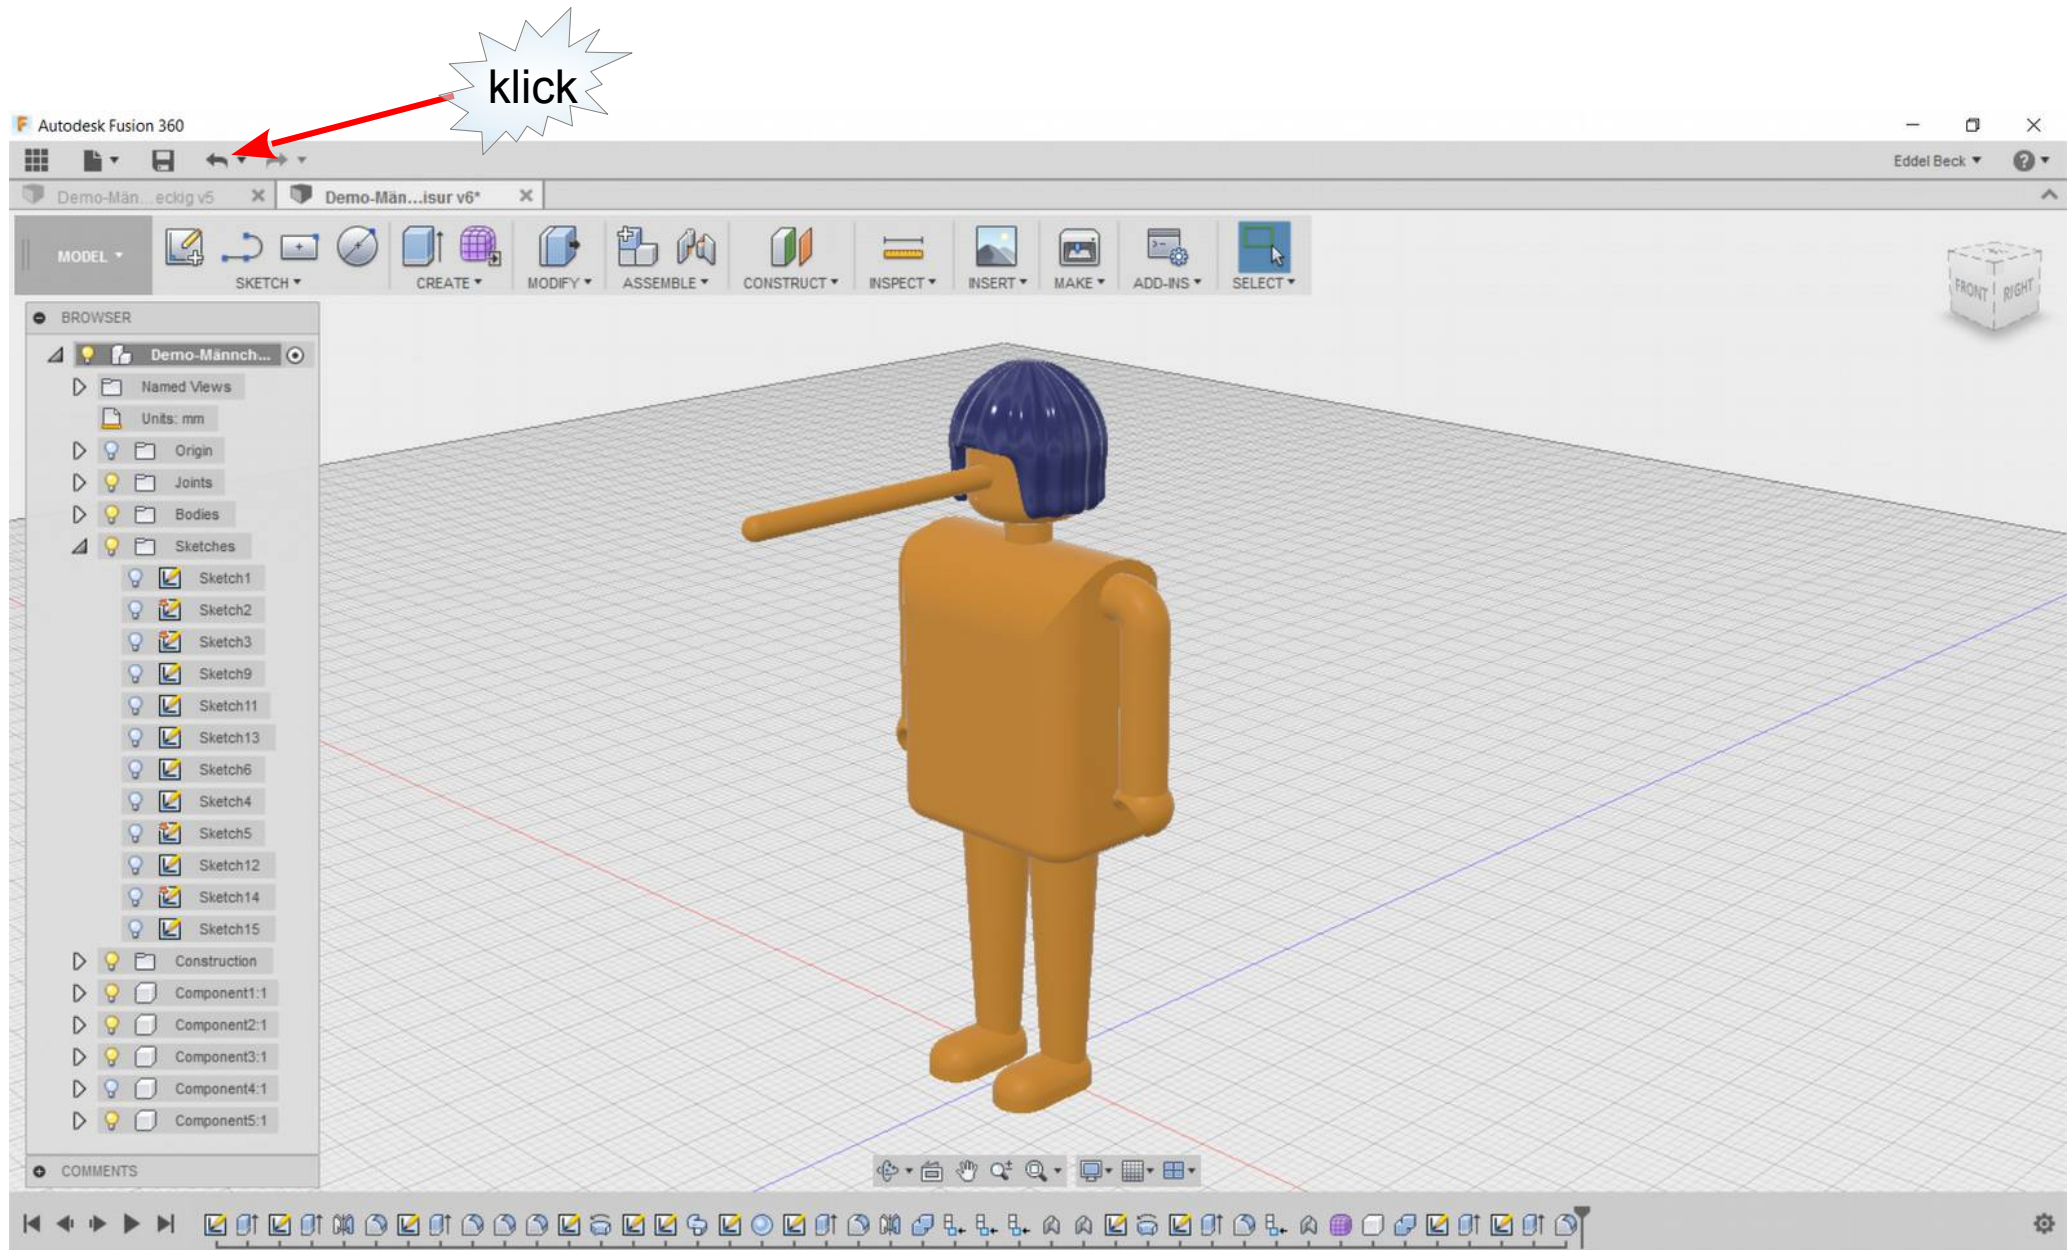 klick
Autodesk Fusion 360
Eddel Beck
Demo-Män...eckig v5
Demo-Män...isur v6*
MODEL
SKETCH
CREATE
MODIFY
ASSEMBLE
CONSTRUCT
INSPECT
INSERT
MAKE
ADD-INS
SELECT
FRONT
RIGHT
BROWSER
Demo-Männch...
Named Views
Units: mm
Origin
Joints
Bodies
Sketches
Sketch1
Sketch2
Sketch3
Sketch9
Sketch11
Sketch13
Sketch6
Sketch4
Sketch5
Sketch12
Sketch14
Sketch15
Construction
Component1:1
Component2:1
Component3:1
Component4:1
Component5:1
COMMENTS